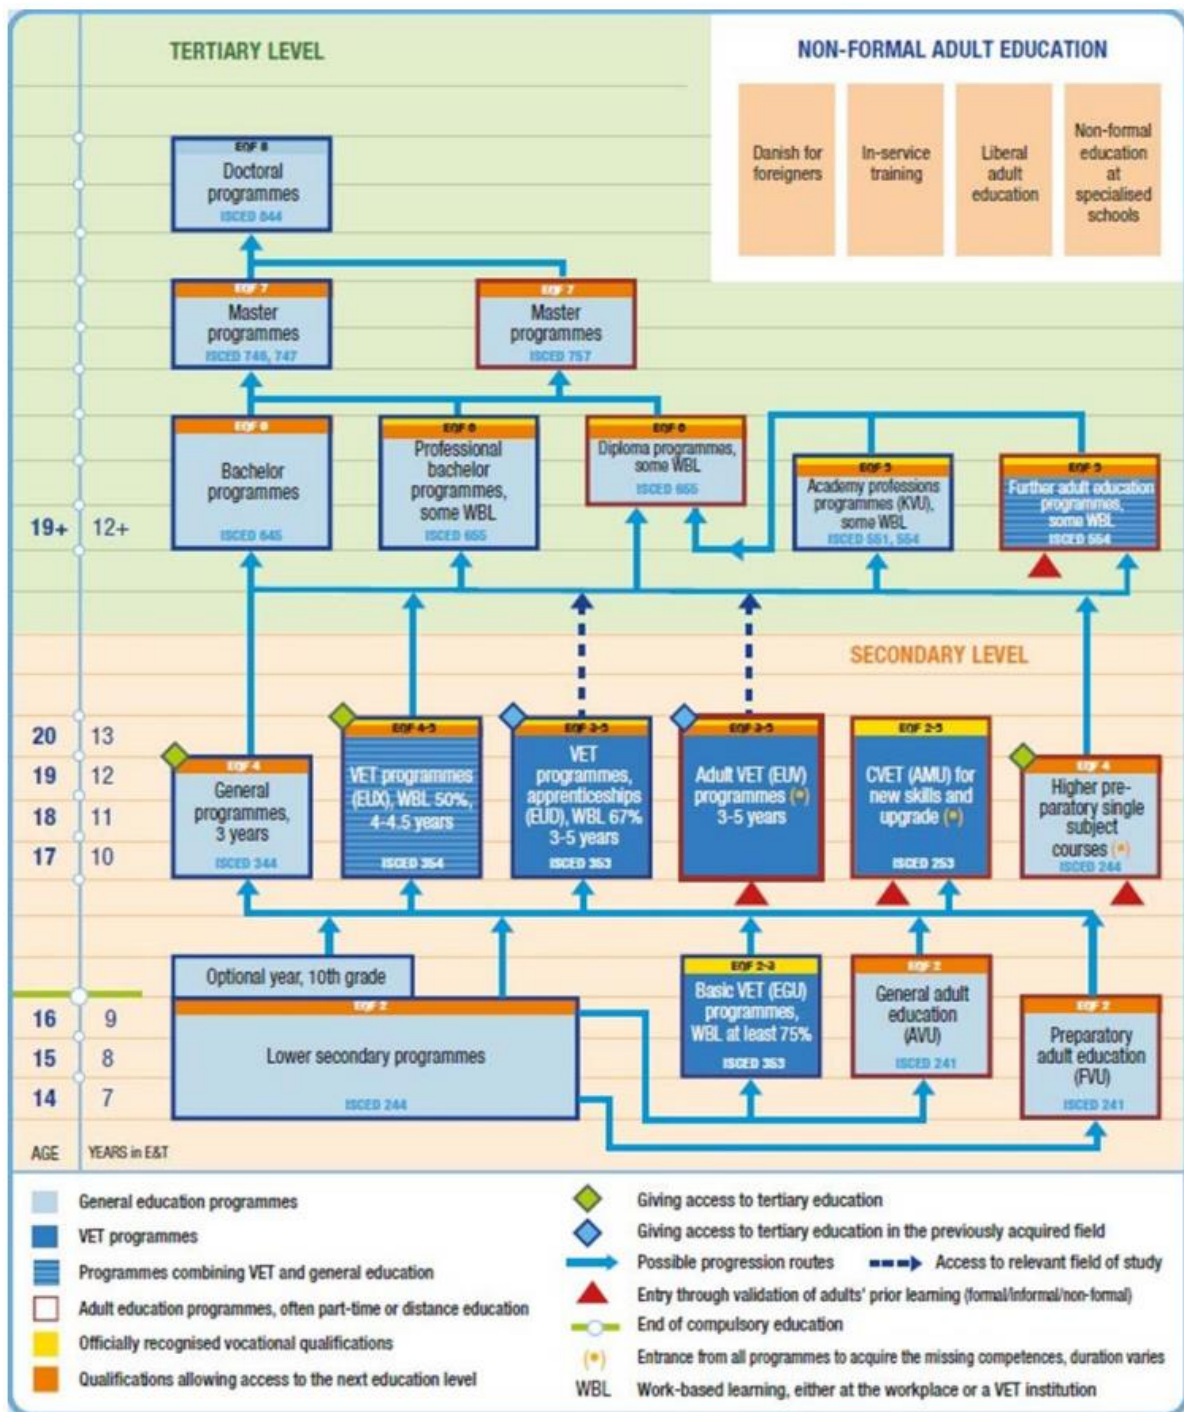 TERTIARY LEVEL
NON-FORMAL ADULT EDUCATION
Danish for
foreigners
In-service
training
Liberal
adult
education
Non-formal
education
at
specialised
schools
EQF 8
Doctoral
programmes
ISCED 844
EQF 7
Master
programmes
ISCED 746, 747
EQF 7
Master
programmes
ISCED 757
EQF 6
Bachelor
programmes
ISCED 645
EQF 6
Professional
bachelor
programmes,
some WBL
ISCED 655
EQF 6
Diploma programmes,
some WBL
ISCED 655
EQF 5
Academy professions
programmes (KVU),
some WBL
ISCED 551, 554
EQF 5
Further adult education
programmes,
some WBL
ISCED 554
19+ 12+
SECONDARY LEVEL
20 13
19 12
18 11
17 10
EQF 4
General
programmes,
3 years
ISCED 344
EQF 4-5
VET programmes
(EUX), WBL 50%,
4-4.5 years
ISCED 354
EQF 3-5
VET
programmes,
apprenticeships
(EUD), WBL 67%
3-5 years
ISCED 353
EQF 3-5
Adult VET (EUV)
programmes (•)
3-5 years
EQF 2-5
CVET (AMU) for
new skills and
upgrade (•)
ISCED 253
EQF 4
Higher pre-
paratory single
subject
courses (•)
ISCED 244
Optional year, 10th grade
EQF 2
Lower secondary programmes
ISCED 244
EQF 2-3
Basic VET (EGU)
programmes,
WBL at least 75%
ISCED 353
EQF 2
General adult
education
(AVU)
ISCED 241
EQF 2
Preparatory
adult education
(FVU)
ISCED 241
16 9
15 8
14 7
AGE YEARS in E&T
General education programmes
VET programmes
Programmes combining VET and general education
Adult education programmes, often part-time or distance education
Officially recognised vocational qualifications
Qualifications allowing access to the next education level
Giving access to tertiary education
Giving access to tertiary education in the previously acquired field
Possible progression routes
Access to relevant field of study
Entry through validation of adults' prior learning (formal/informal/non-formal)
End of compulsory education
(•) Entrance from all programmes to acquire the missing competences, duration varies
WBL Work-based learning, either at the workplace or a VET institution